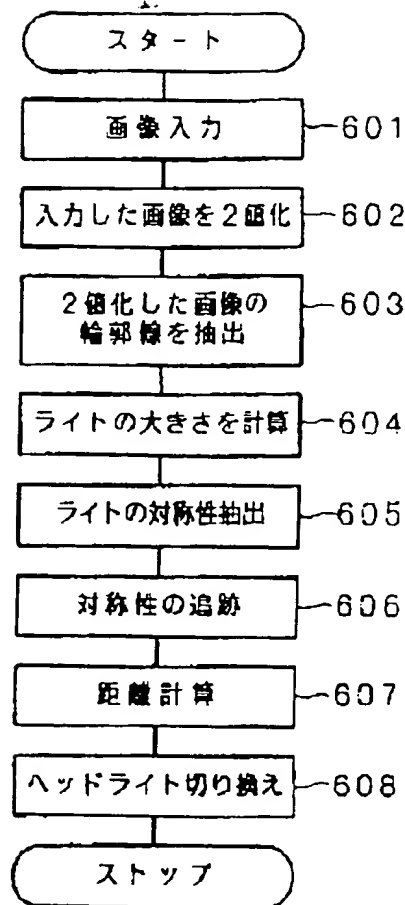 スタート
画像入力 601
入力した画像を2値化 602
2値化した画像の 603
輪郭線を抽出
ライトの大きさを計算 604
ライトの対称性抽出 605
対称性の追跡 606
距離計算 607
ヘッドライト切り換え 608
ストップ